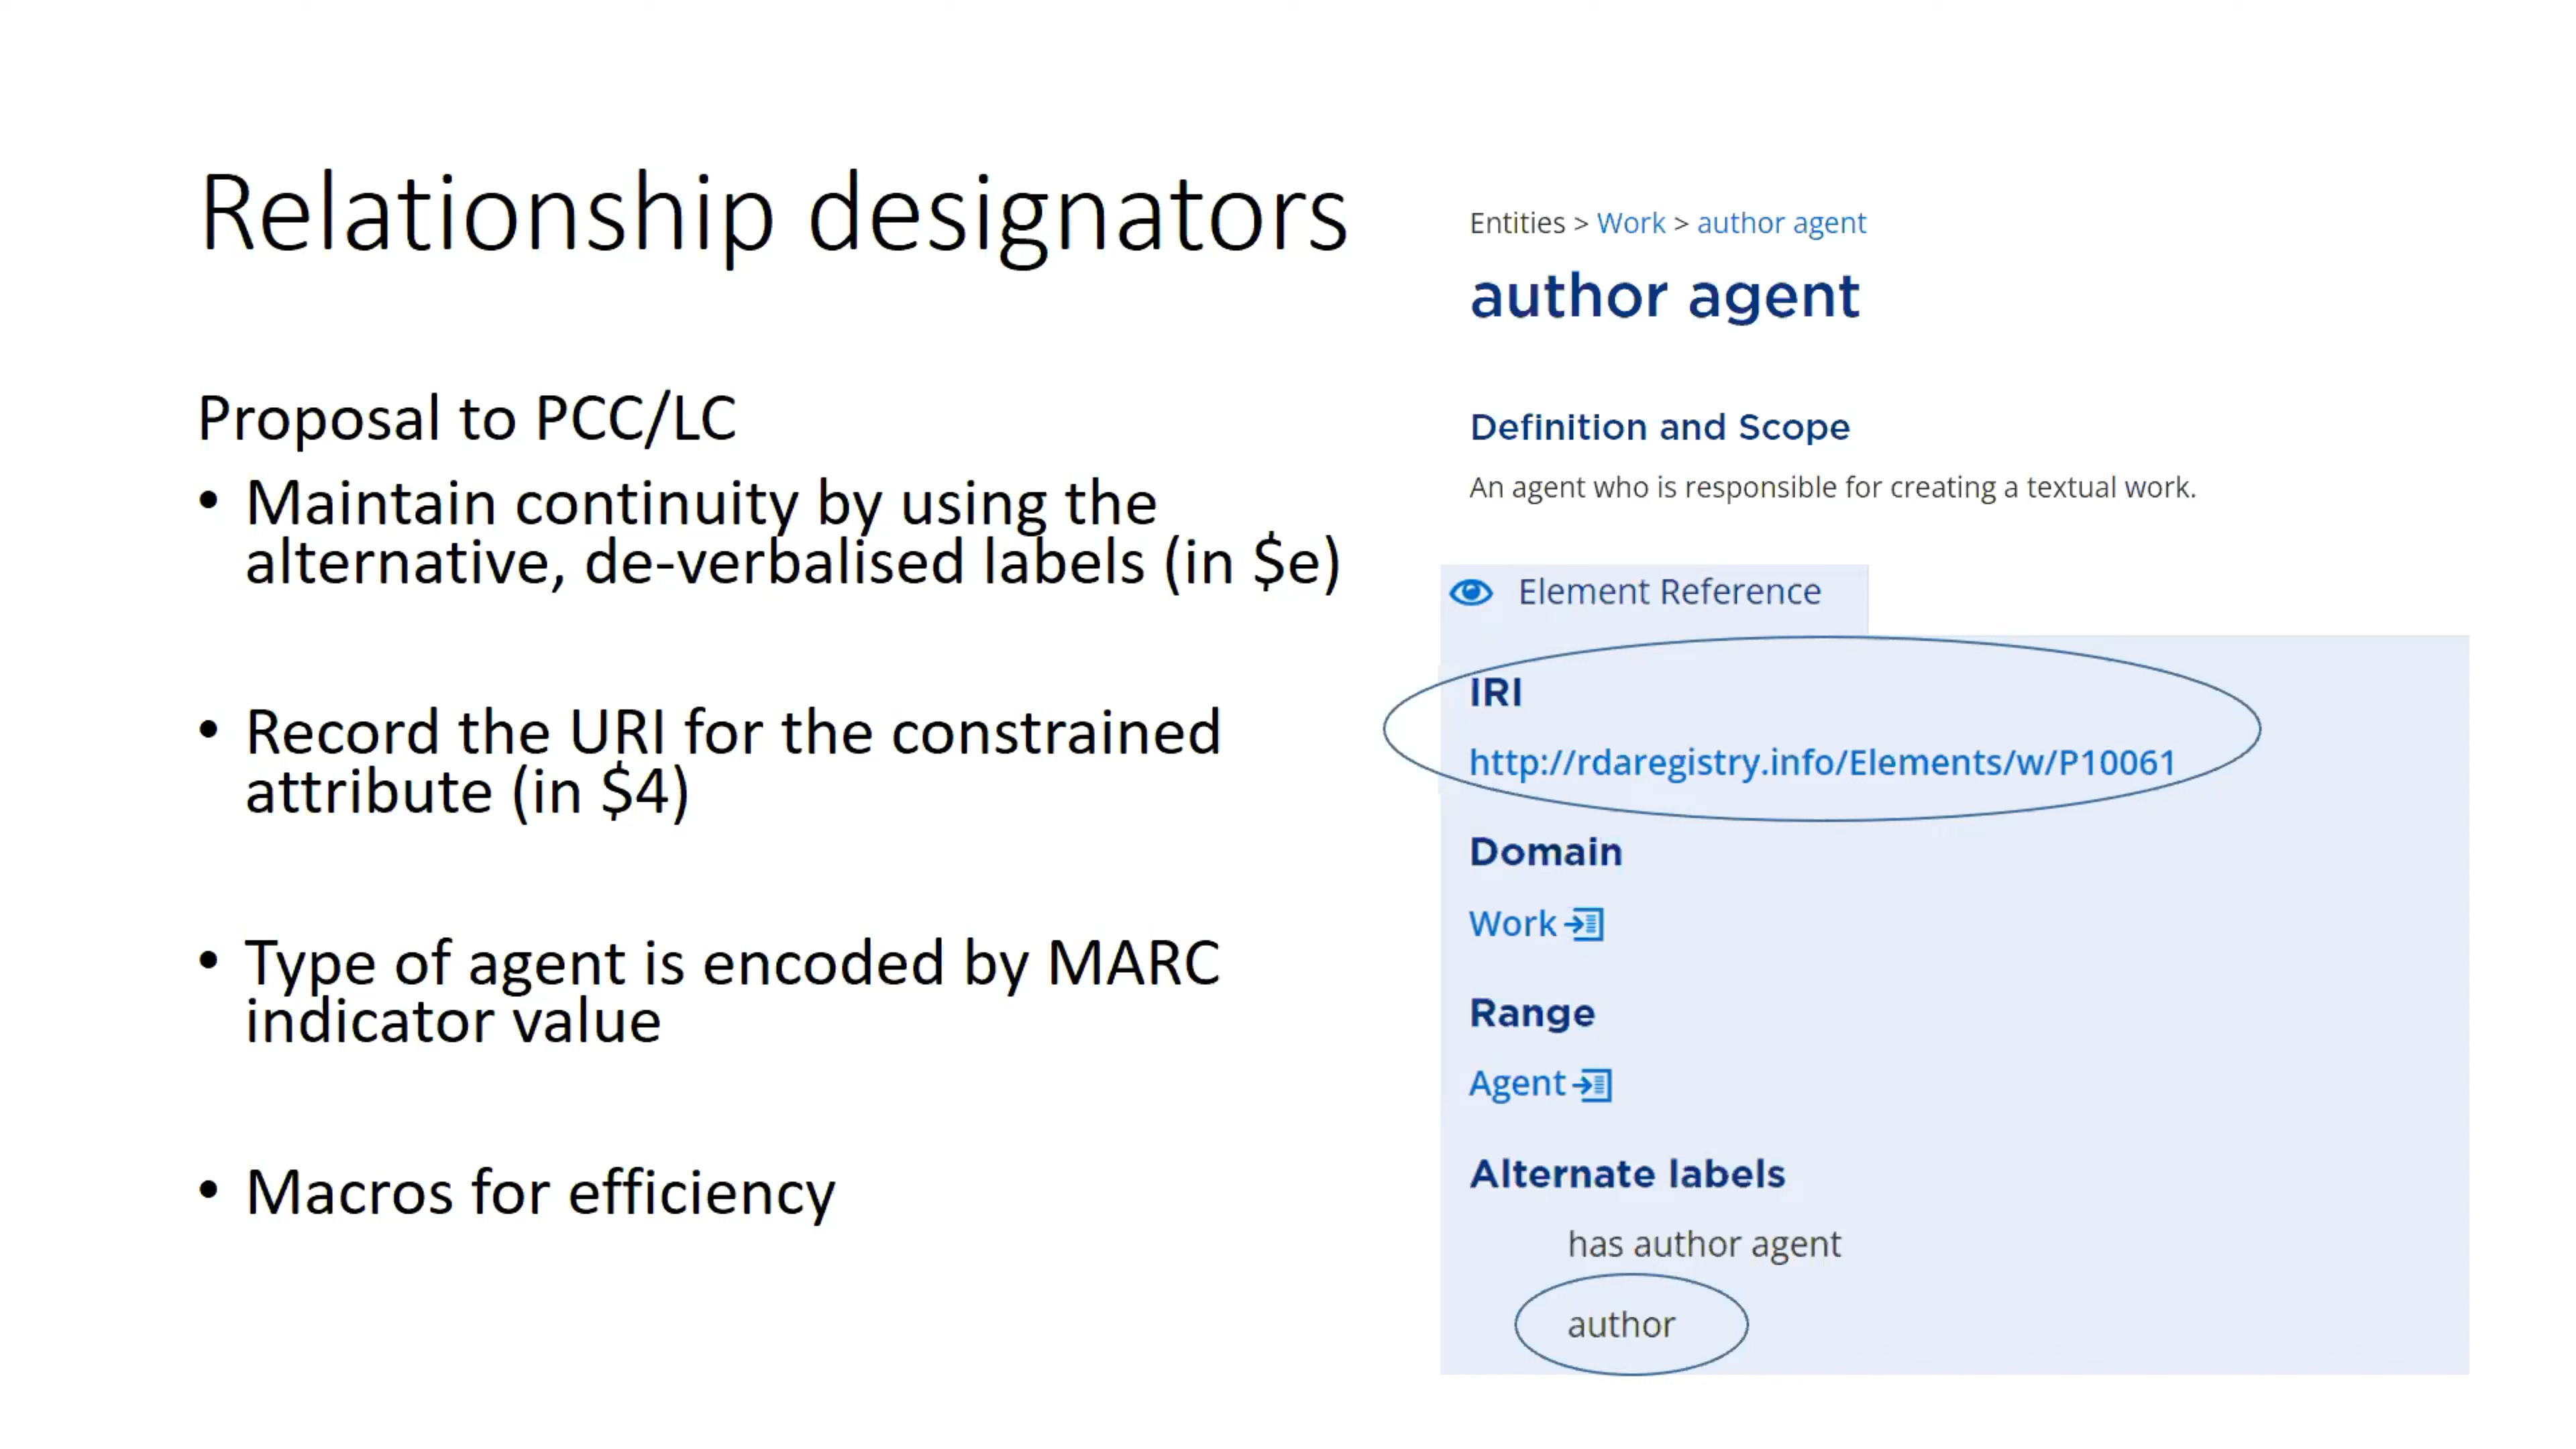 Relationship designators
Proposal to PCC/LC
• Maintain continuity by using the
alternative, de-verbalised labels (in $e)
• Record the URI for the constrained
attribute (in $4)
• Type of agent is encoded by MARC
indicator value
• Macros for efficiency
Entities > Work > author agent
author agent
Definition and Scope
An agent who is responsible for creating a textual work.
Element Reference
IRI
http://rdaregistry.info/Elements/w/P10061
Domain
Work
Range
Agent
Alternate labels
has author agent
author